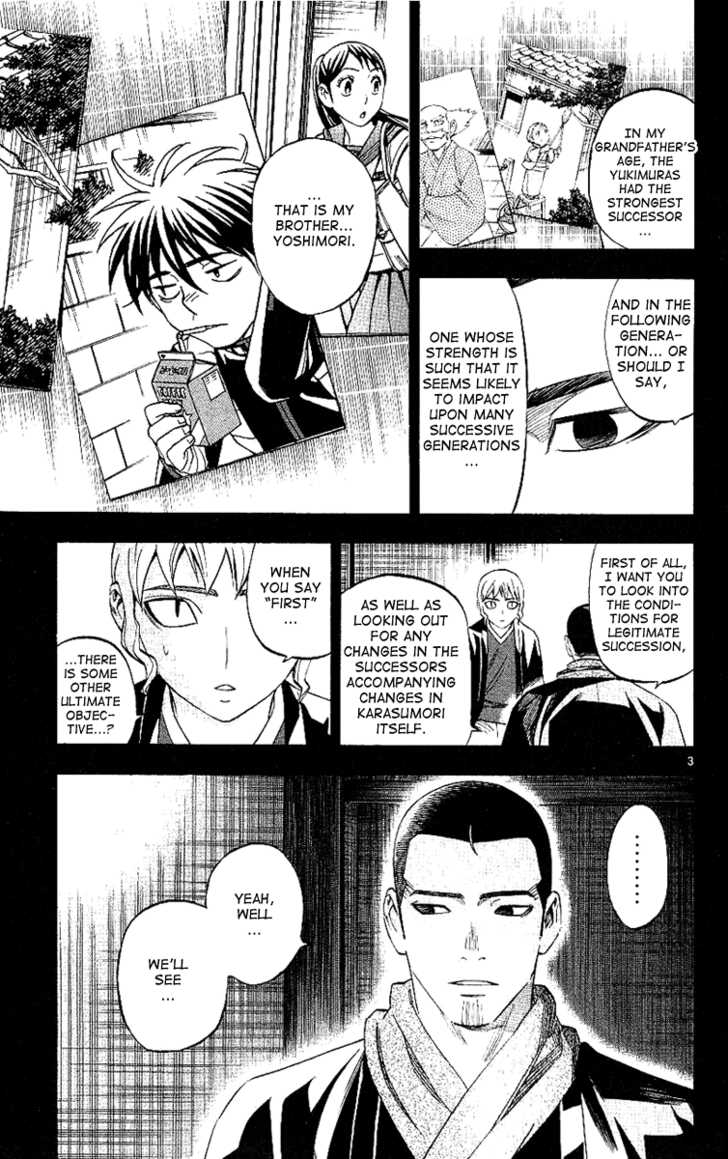 IN MY
GRANDFATHER'S
AGE, THE
YUKIMURAS
HAD THE
STRONGEST
SUCCESSOR
...
...
THAT IS MY
BROTHER...
YOSHIMORI.
AND IN THE
FOLLOWING
GENERA-
TION... OR
SHOULD I
SAY,
ONE WHOSE
STRENGTH IS
SUCH THAT IT
SEEMS LIKELY
TO IMPACT
UPON MANY
SUCCESSIVE
GENERATIONS
...
FIRST OF ALL,
I WANT YOU
TO LOOK
INTO THE
CONDI-
TIONS FOR
LEGITIMATE
SUCCESSION,
AS WELL AS
LOOKING OUT
FOR ANY
CHANGES IN THE
SUCCESSORS
ACCOMPANYING
CHANGES IN
KARASUMORI
ITSELF.
WHEN
YOU SAY
"FIRST"
...
...THERE
IS SOME
OTHER
ULTIMATE
OBJEC-
TIVE...?
3
.......
YEAH,
WELL
...
WE'LL
SEE
...